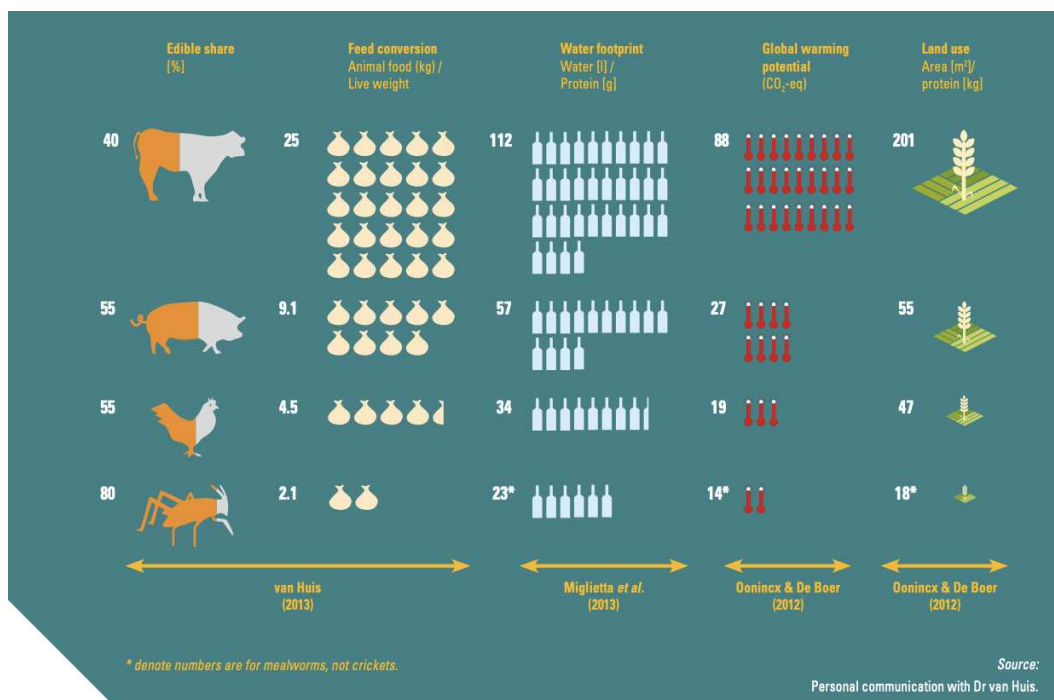 Edible share
[%]
Feed conversion
Animal food (kg) /
Live weight
Water footprint
Water [l] /
Protein [g]
Global warming
potential
(CO₂-eq)
Land use
Area [m²]/
protein [kg]
40
25
112
88
201
55
9.1
57
27
55
55
4.5
34
19
47
80
2.1
23*
14*
18*
van Huis
(2013)
Miglietta et al.
(2013)
Oonincx & De Boer
(2012)
Oonincx & De Boer
(2012)
* denote numbers are for mealworms, not crickets.
Source:
Personal communication with Dr van Huis.